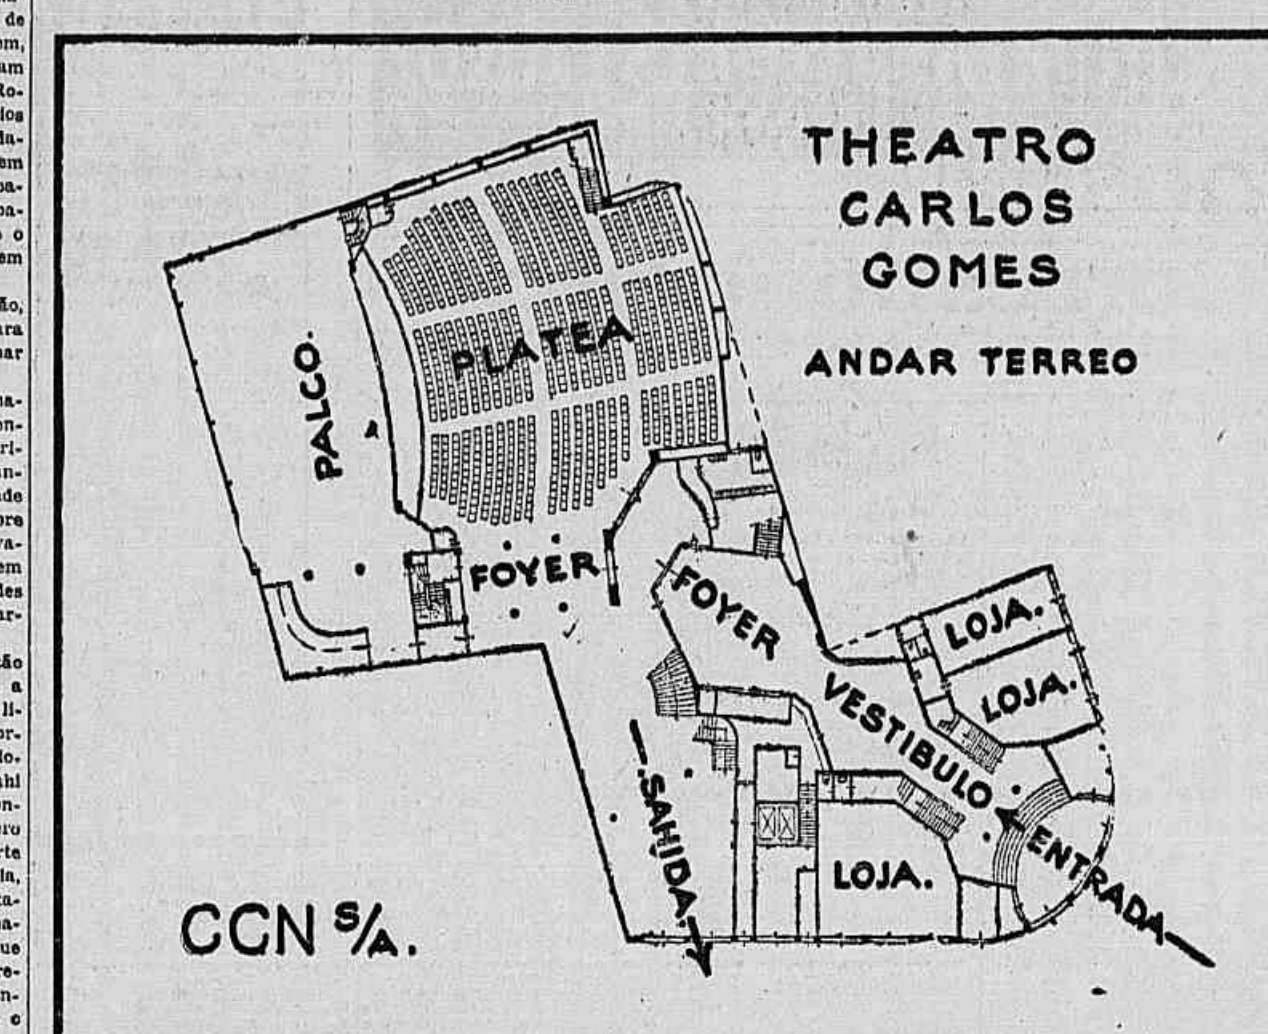 THEATRO
CARLOS
GOMES
ANDAR TERREO
PALCO.
PLATEA
FOYER
FOYER
VESTIBULO
LOJA.
LOJA.
LOJA.
ENTRADA
SAHIDA.
CCN S/A.